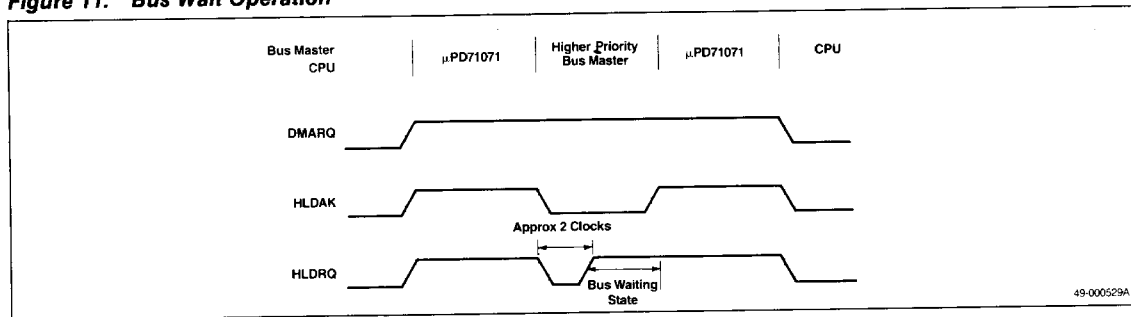 Figure 11. Bus Wait Operation
Bus Master
CPU
μPD71071
Higher Priority
Bus Master
μPD71071
CPU
DMARQ
HLDAK
Approx 2 Clocks
HLDRQ
Bus Waiting
State
49-000529A